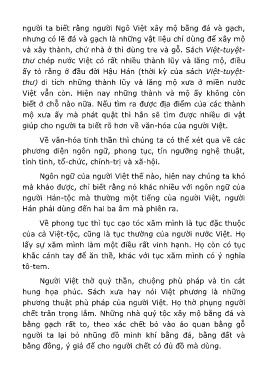 người ta biết rằng người Ngô Việt xây mộ bằng đá và gạch,
nhưng có lẽ đá và gạch là những vật liệu chỉ dùng để xây mộ
và xây thành, chứ nhà ở thì dùng tre và gỗ. Sách Việt-tuyệt-
thư chép nước Việt có rất nhiều thành lũy và lăng mộ, điều
ấy tỏ rằng ở đầu đời Hậu Hán (thời kỳ của sách Việt-tuyệt-
thư) di tích những thành lũy và lăng mộ xưa ở miền nước
Việt vẫn còn. Hiện nay những thành và mộ ấy không còn
biết ở chỗ nào nữa. Nếu tìm ra được địa điểm của các thành
mộ xưa ấy mà phát quật thì hẳn sẽ tìm được nhiều di vật
giúp cho người ta biết rõ hơn về văn-hóa của người Việt.
Về văn-hóa tinh thần thì chúng ta có thể xét qua về các
phương diện ngôn ngữ, phong tục, tín ngưỡng nghệ thuật,
tính tình, tổ-chức, chính-trị và xã-hội.
Ngôn ngữ của người Việt thế nào, hiện nay chúng ta khó
mà khảo được, chỉ biết rằng nó khác nhiều với ngôn ngữ của
người Hán-tộc mà thường một tiếng của người Việt, người
Hán phải dùng đến hai ba âm mà phiên ra.
Về phong tục thì tục cạo tóc xăm mình là tục đặc thuộc
của cả Việt-tộc, cũng là tục thường của người nước Việt. Họ
lấy sự xăm mình làm một điều rất vinh hạnh. Họ còn có tục
khắc cánh tay để ăn thề, khác với tục xăm mình có ý nghĩa
tô-tem.
Người Việt thờ quỷ thần, chuộng phù pháp và tin cát
hung họa phúc. Sách xưa hay nói Việt phương là những
phương thuật phù pháp của người Việt. Họ thờ phụng người
chết trân trọng lắm. Những nhà quý tộc xây mộ bằng đá và
bằng gạch rất to, theo xác chết bỏ vào áo quan bằng gỗ
người ta lại bỏ những đồ minh khí bằng đá, bằng đất và
bằng đồng, ý giả để cho người chết có đủ đồ mà dùng.